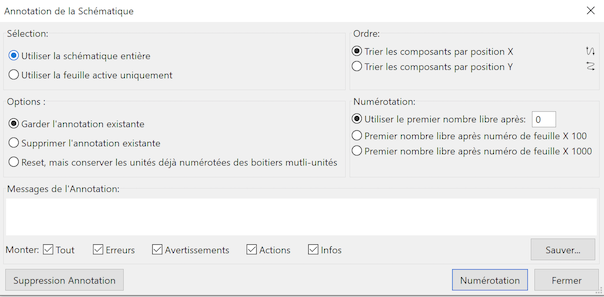 Annotation de la Schématique
Sélection:
Utiliser la schématique entière
Utiliser la feuille active uniquement
Ordre:
Trier les composants par position X
Trier les composants par position Y
Options :
Garder l'annotation existante
Supprimer l'annotation existante
Reset, mais conserver les unités déjà numérotées des boitiers mutli-unités
Numérotation:
Utiliser le premier nombre libre après: 0
Premier nombre libre après numéro de feuille X 100
Premier nombre libre après numéro de feuille X 1000
Messages de l'Annotation:
Monter: Tout Erreurs Avertissements Actions Infos Sauver...
Suppression Annotation Numérotation Fermer